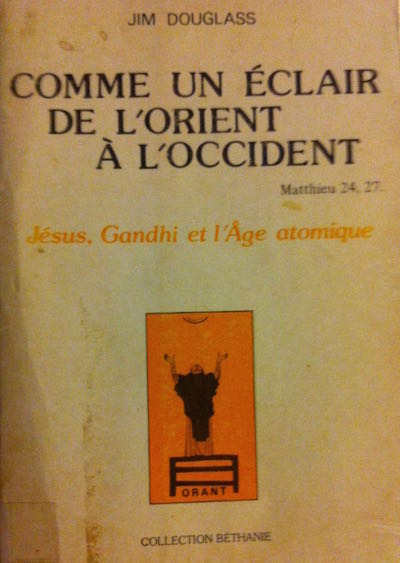 JIM DOUGLASS
COMME UN ÉCLAIR
DE L'ORIENT
À L'OCCIDENT
Matthieu 24, 27.
Jésus, Gandhi et l'Âge atomique
ORANT
COLLECTION BÉTHANIE